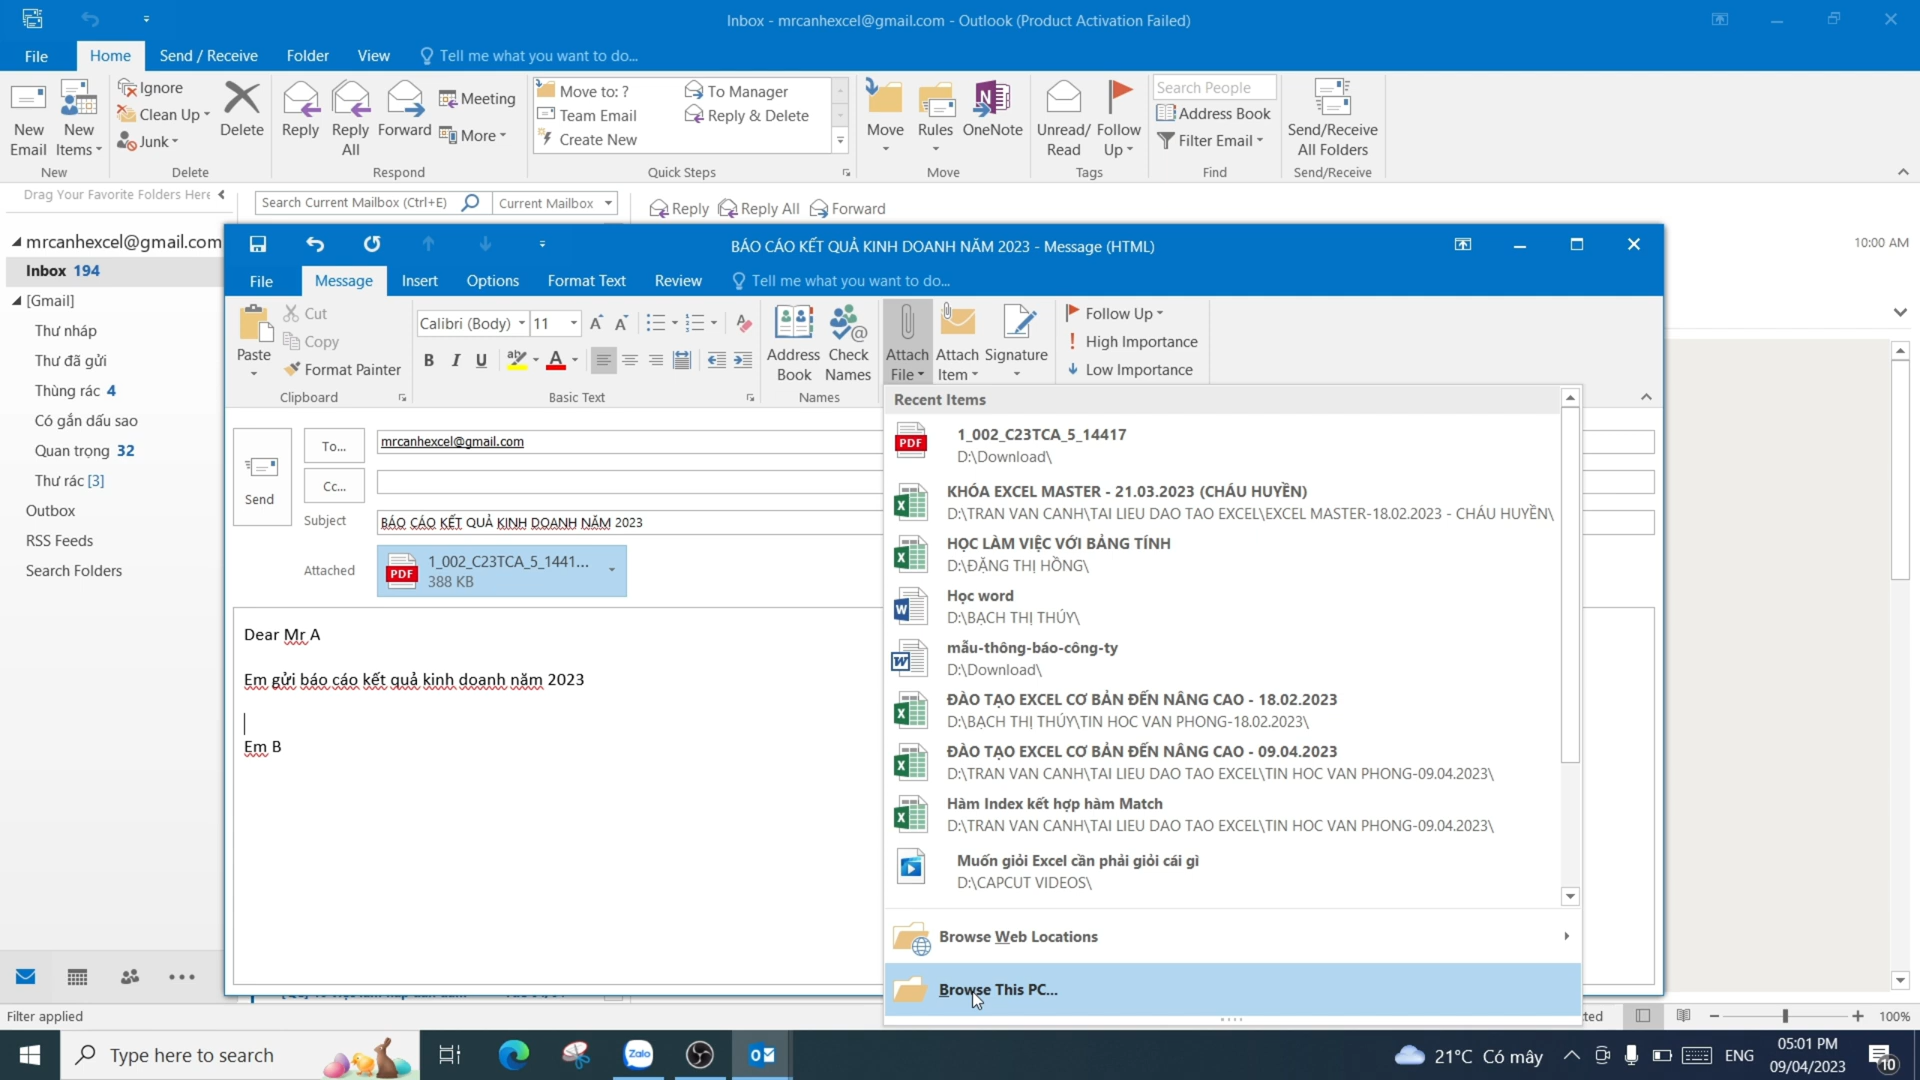 Inbox - mrcanhexcel@gmail.com - Outlook (Product Activation Failed)
File Home Send / Receive Folder View Tell me what you want to do...
New Email
New Items
New
Ignore
Clean Up
Junk
Delete
Delete
Reply
Reply All
Forward
Meeting
More
Respond
Move to: ?
Team Email
Create New
To Manager
Reply & Delete
Quick Steps
Move
Rules
OneNote
Move
Unread/ Read
Follow Up
Tags
Search People
Address Book
Filter Email
Find
Send/Receive All Folders
Send/Receive
Drag Your Favorite Folders Here
Search Current Mailbox (Ctrl+E)
Current Mailbox
Reply Reply All Forward
10:00 AM
mrcanhexcel@gmail.com
Inbox 194
[Gmail]
Thư nháp
Thư đã gửi
Thùng rác 4
Có gắn dấu sao
Quan trọng 32
Thư rác [3]
Outbox
RSS Feeds
Search Folders
BÁO CÁO KẾT QUẢ KINH DOANH NĂM 2023 - Message (HTML)
File Message Insert Options Format Text Review Tell me what you want to do...
Paste
Cut
Copy
Format Painter
Clipboard
Calibri (Body) 11
B I U
Basic Text
Address Book
Check Names
Names
Attach File
Attach Item
Signature
Follow Up
High Importance
Low Importance
Send
To...
mrcanhexcel@gmail.com
Cc...
Subject
BÁO CÁO KẾT QUẢ KINH DOANH NĂM 2023
Attached
PDF
1_002_C23TCA_5_1441...
388 KB
Dear Mr A
Em gửi báo cáo kết quả kinh doanh năm 2023
Em B
Recent Items
PDF
1_002_C23TCA_5_14417
D:\Download\
KHÓA EXCEL MASTER - 21.03.2023 (CHÁU HUYỀN)
D:\TRAN VAN CANH\TAI LIEU DAO TAO EXCEL\EXCEL MASTER-18.02.2023 - CHÁU HUYỀN\
HỌC LÀM VIỆC VỚI BẢNG TÍNH
D:\ĐẶNG THỊ HỒNG\
Học word
D:\BẠCH THỊ THÚY\
mẫu-thông-báo-công-ty
D:\Download\
ĐÀO TẠO EXCEL CƠ BẢN ĐẾN NÂNG CAO - 18.02.2023
D:\BẠCH THỊ THÚY\TIN HOC VAN PHONG-18.02.2023\
ĐÀO TẠO EXCEL CƠ BẢN ĐẾN NÂNG CAO - 09.04.2023
D:\TRAN VAN CANH\TAI LIEU DAO TAO EXCEL\TIN HOC VAN PHONG-09.04.2023\
Hàm Index kết hợp hàm Match
D:\TRAN VAN CANH\TAI LIEU DAO TAO EXCEL\TIN HOC VAN PHONG-09.04.2023\
Muốn giỏi Excel cần phải giỏi cái gì
D:\CAPCUT VIDEOS\
Browse Web Locations
Browse This PC...
Filter applied
100%
Type here to search
Zalo
21°C Có mây
ENG
05:01 PM
09/04/2023
10